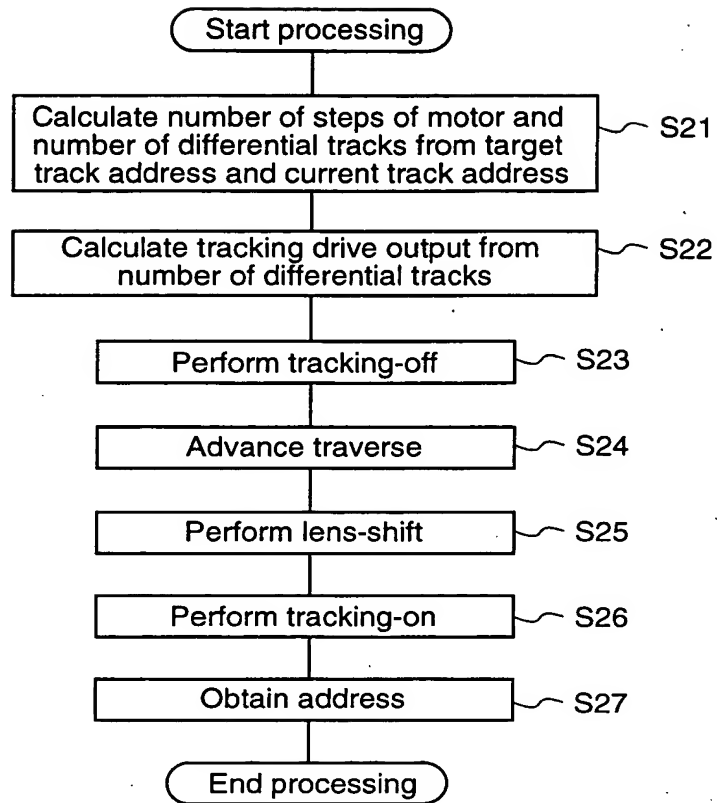 Start processing
Calculate number of steps of motor and
number of differential tracks from target
track address and current track address
S21
Calculate tracking drive output from
number of differential tracks
S22
Perform tracking-off
S23
Advance traverse
S24
Perform lens-shift
S25
Perform tracking-on
S26
Obtain address
S27
End processing